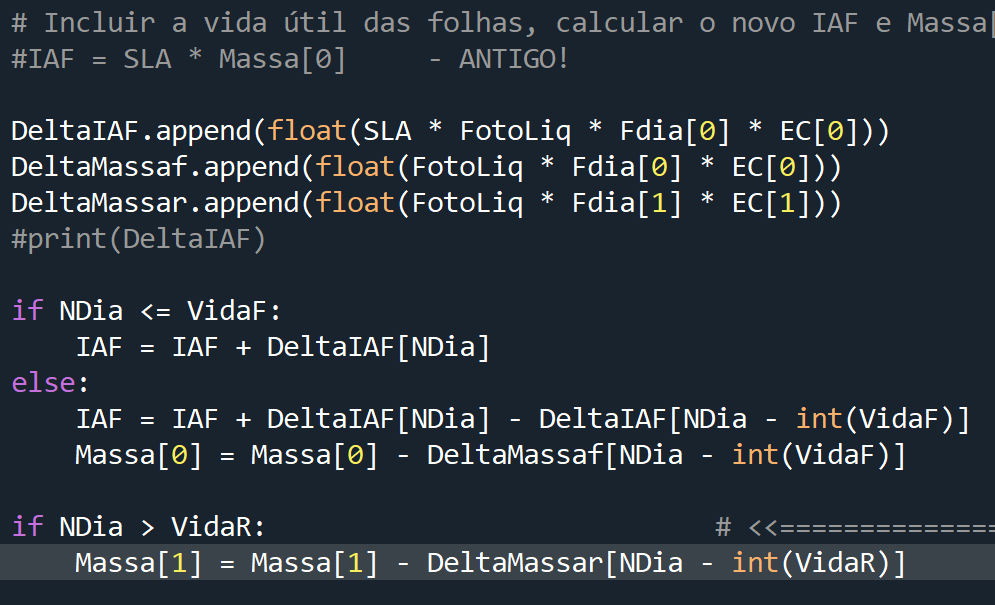 # Incluir a vida útil das folhas, calcular o novo IAF e Massa[
#IAF = SLA * Massa[0]     - ANTIGO!
DeltaIAF.append(float(SLA * FotoLiq * Fdia[0] * EC[0]))
DeltaMassaf.append(float(FotoLiq * Fdia[0] * EC[0]))
DeltaMassar.append(float(FotoLiq * Fdia[1] * EC[1]))
#print(DeltaIAF)
if NDia <= VidaF:
    IAF = IAF + DeltaIAF[NDia]
else:
    IAF = IAF + DeltaIAF[NDia] - DeltaIAF[NDia - int(VidaF)]
    Massa[0] = Massa[0] - DeltaMassaf[NDia - int(VidaF)]
if NDia > VidaR:                            # <<==============
    Massa[1] = Massa[1] - DeltaMassar[NDia - int(VidaR)]